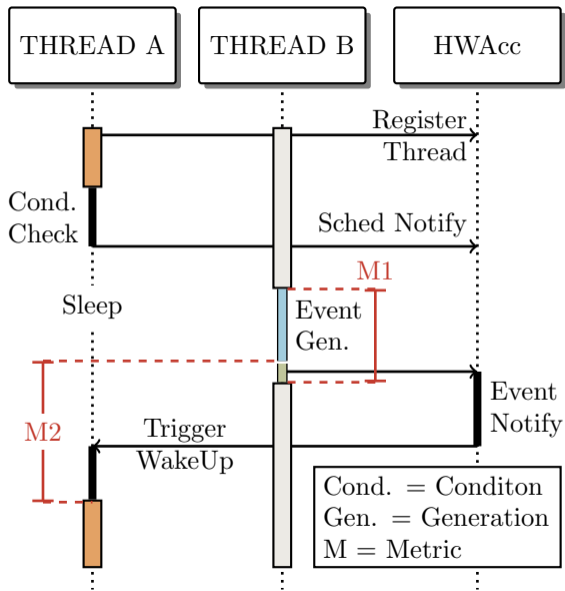 THREAD A
THREAD B
HWAcc
Register
Thread
Cond.
Check
Sched Notify
M1
Sleep
Event
Gen.
Event
Notify
M2
Trigger
WakeUp
Cond. = Conditon
Gen. = Generation
M = Metric